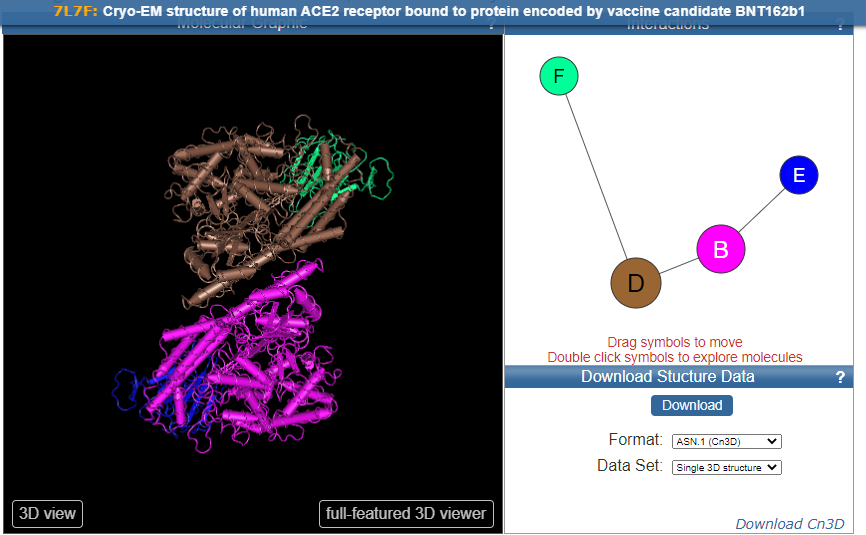 7L7F: Cryo-EM structure of human ACE2 receptor bound to protein encoded by vaccine candidate BNT162b1
Molecular Graphic ?
Interactions ?
F
E
B
D
Drag symbols to move
Double click symbols to explore molecules
Download Stucture Data ?
Download
Format: ASN.1 (Cn3D)
Data Set: Single 3D structure
3D view
full-featured 3D viewer
Download Cn3D